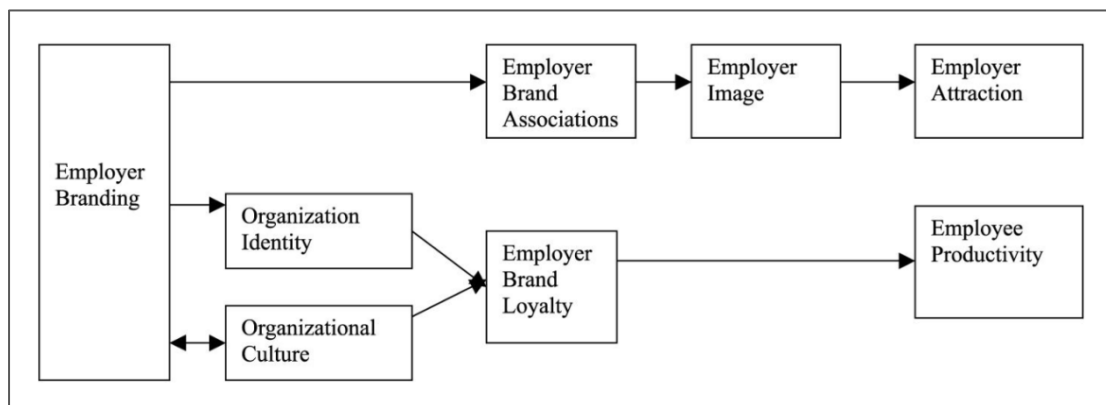 Employer
Branding
Employer
Brand
Associations
Employer
Image
Employer
Attraction
Organization
Identity
Organizational
Culture
Employer
Brand
Loyalty
Employee
Productivity